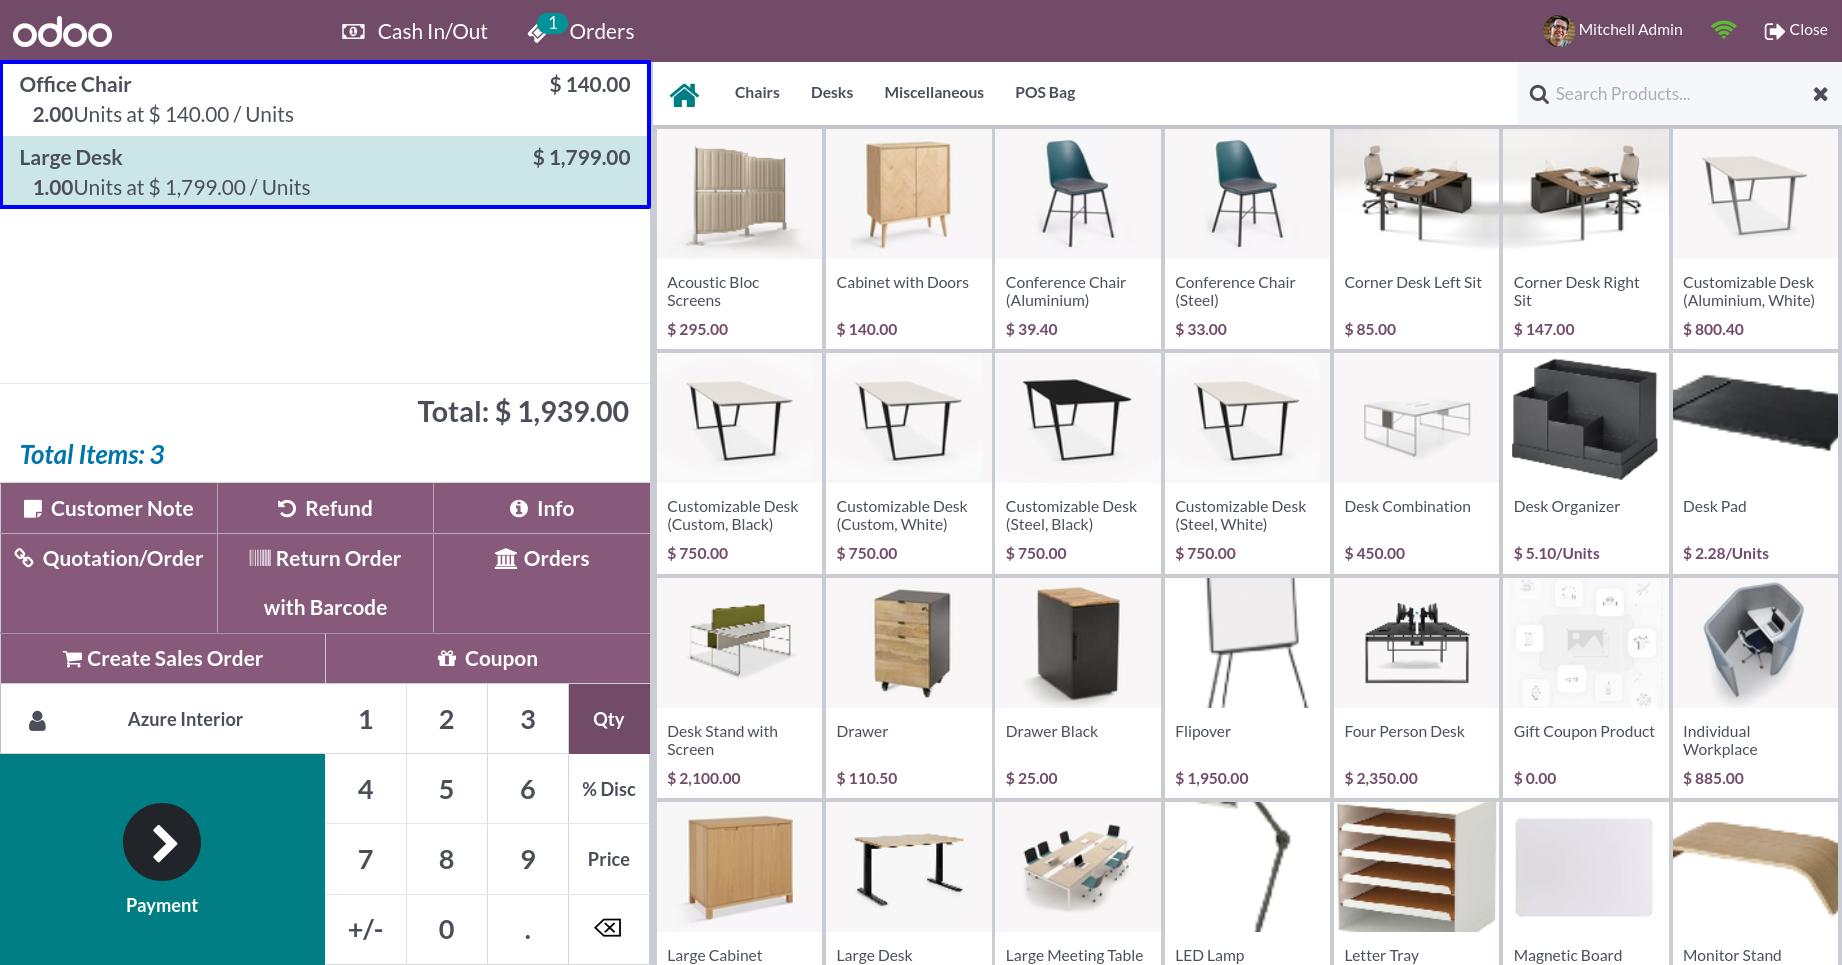 odoo
Cash In/Out
1
Orders
Mitchell Admin
Close
Office Chair $ 140.00
2.00Units at $ 140.00 / Units
Large Desk $ 1,799.00
1.00Units at $ 1,799.00 / Units
Total: $ 1,939.00
Total Items: 3
Customer Note
Refund
Info
Quotation/Order
Return Order
with Barcode
Orders
Create Sales Order
Coupon
Azure Interior
Payment
1 2 3 Qty
4 5 6 % Disc
7 8 9 Price
+/- 0 .
Chairs Desks Miscellaneous POS Bag
Search Products...
Acoustic Bloc
Screens
$ 295.00
Cabinet with Doors
$ 140.00
Conference Chair
(Aluminium)
$ 39.40
Conference Chair
(Steel)
$ 33.00
Corner Desk Left Sit
$ 85.00
Corner Desk Right
Sit
$ 147.00
Customizable Desk
(Aluminium, White)
$ 800.40
Customizable Desk
(Custom, Black)
$ 750.00
Customizable Desk
(Custom, White)
$ 750.00
Customizable Desk
(Steel, Black)
$ 750.00
Customizable Desk
(Steel, White)
$ 750.00
Desk Combination
$ 450.00
Desk Organizer
$ 5.10/Units
Desk Pad
$ 2.28/Units
Desk Stand with
Screen
$ 2,100.00
Drawer
$ 110.50
Drawer Black
$ 25.00
Flipover
$ 1,950.00
Four Person Desk
$ 2,350.00
Gift Coupon Product
$ 0.00
Individual
Workplace
$ 885.00
Large Cabinet
Large Desk
Large Meeting Table
LED Lamp
Letter Tray
Magnetic Board
Monitor Stand